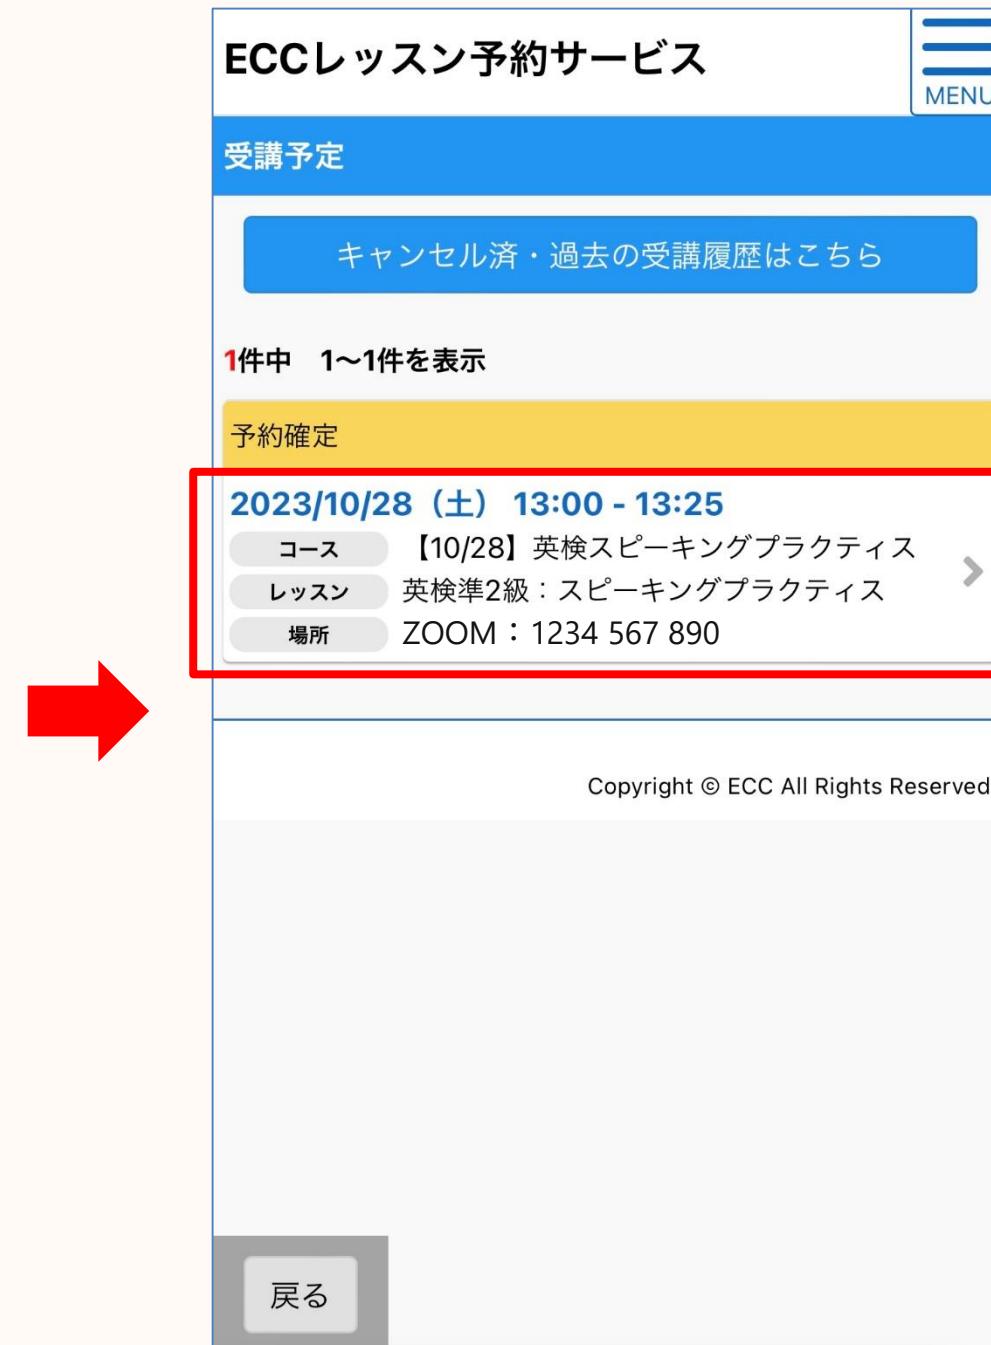 ECCレッスン予約サービス
MENU
受講予定
キャンセル済・過去の受講履歴はこちら
1件中　1～1件を表示
予約確定
2023/10/28（土） 13:00 - 13:25
コース 【10/28】英検スピーキングプラクティス
レッスン 英検準2級：スピーキングプラクティス
場所 ZOOM：1234 567 890
Copyright © ECC All Rights Reserved
戻る